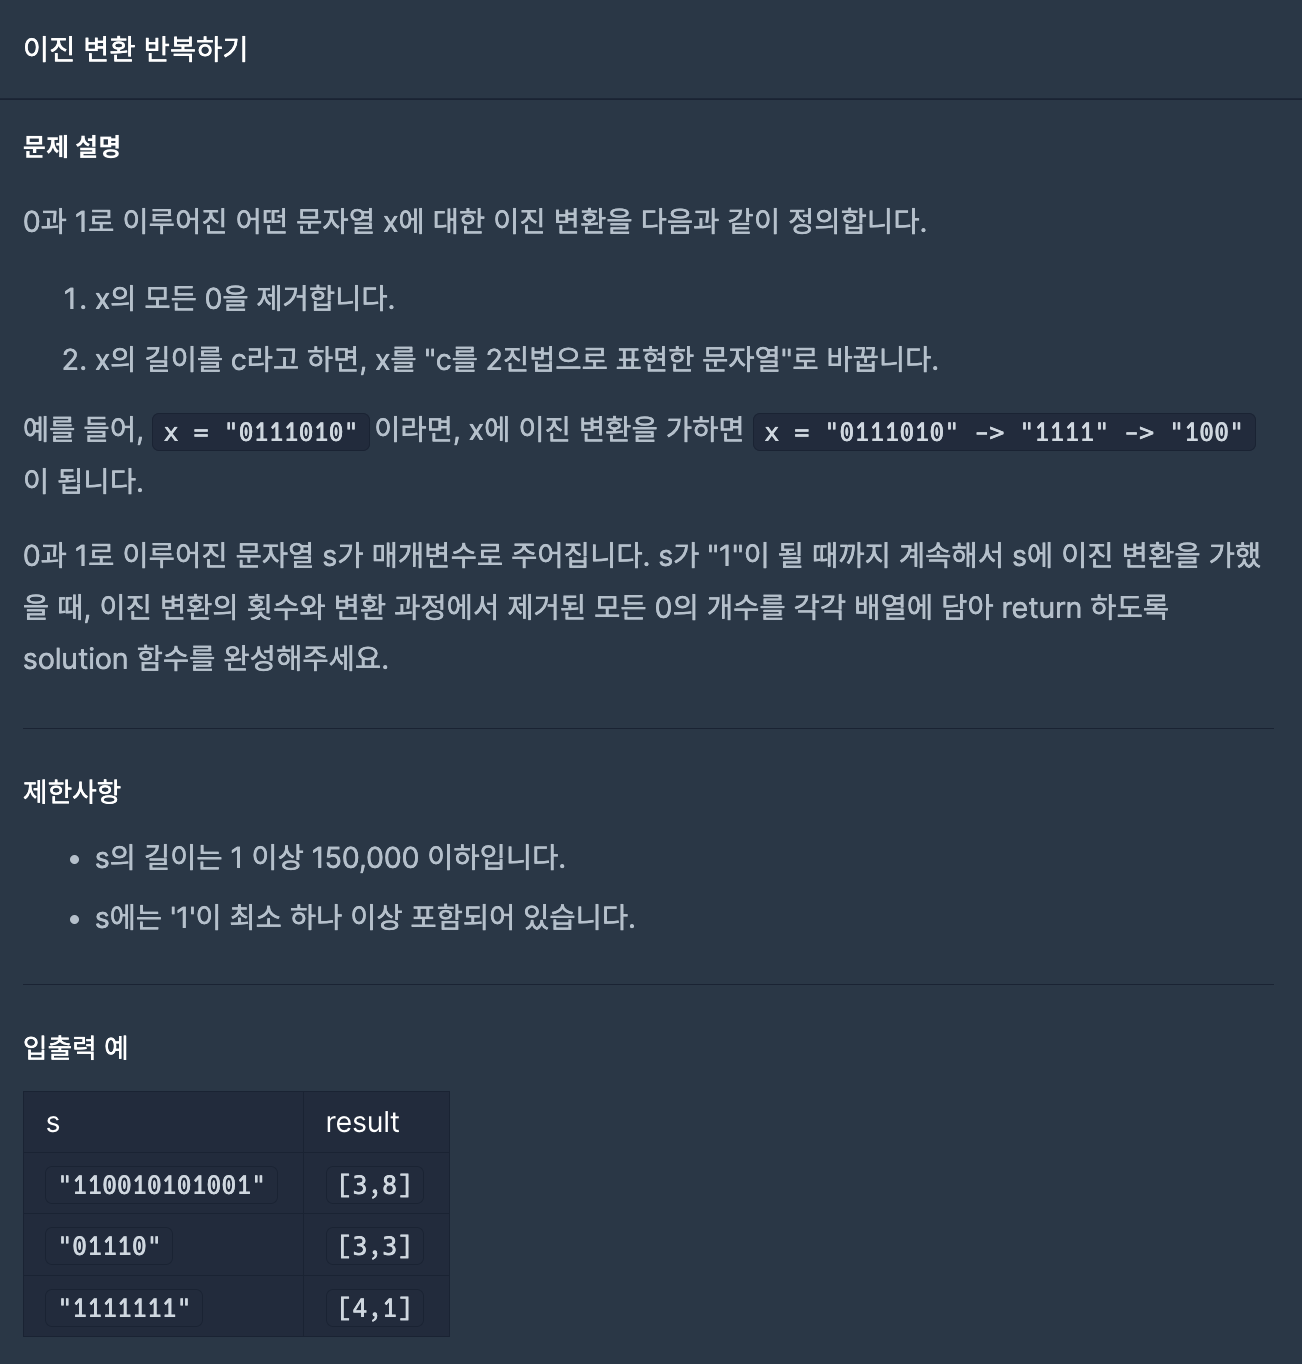 이진 변환 반복하기
문제 설명
0과 1로 이루어진 어떤 문자열 x에 대한 이진 변환을 다음과 같이 정의합니다.
1. x의 모든 0을 제거합니다.
2. x의 길이를 c라고 하면, x를 "c를 2진법으로 표현한 문자열"로 바꿉니다.
예를 들어, x = "0111010" 이라면, x에 이진 변환을 가하면 x = "0111010" -> "1111" -> "100"
이 됩니다.
0과 1로 이루어진 문자열 s가 매개변수로 주어집니다. s가 "1"이 될 때까지 계속해서 s에 이진 변환을 가했
을 때, 이진 변환의 횟수와 변환 과정에서 제거된 모든 0의 개수를 각각 배열에 담아 return 하도록
solution 함수를 완성해주세요.
제한사항
• s의 길이는 1 이상 150,000 이하입니다.
• s에는 '1'이 최소 하나 이상 포함되어 있습니다.
입출력 예
s result
"110010101001" [3,8]
"01110" [3,3]
"1111111" [4,1]